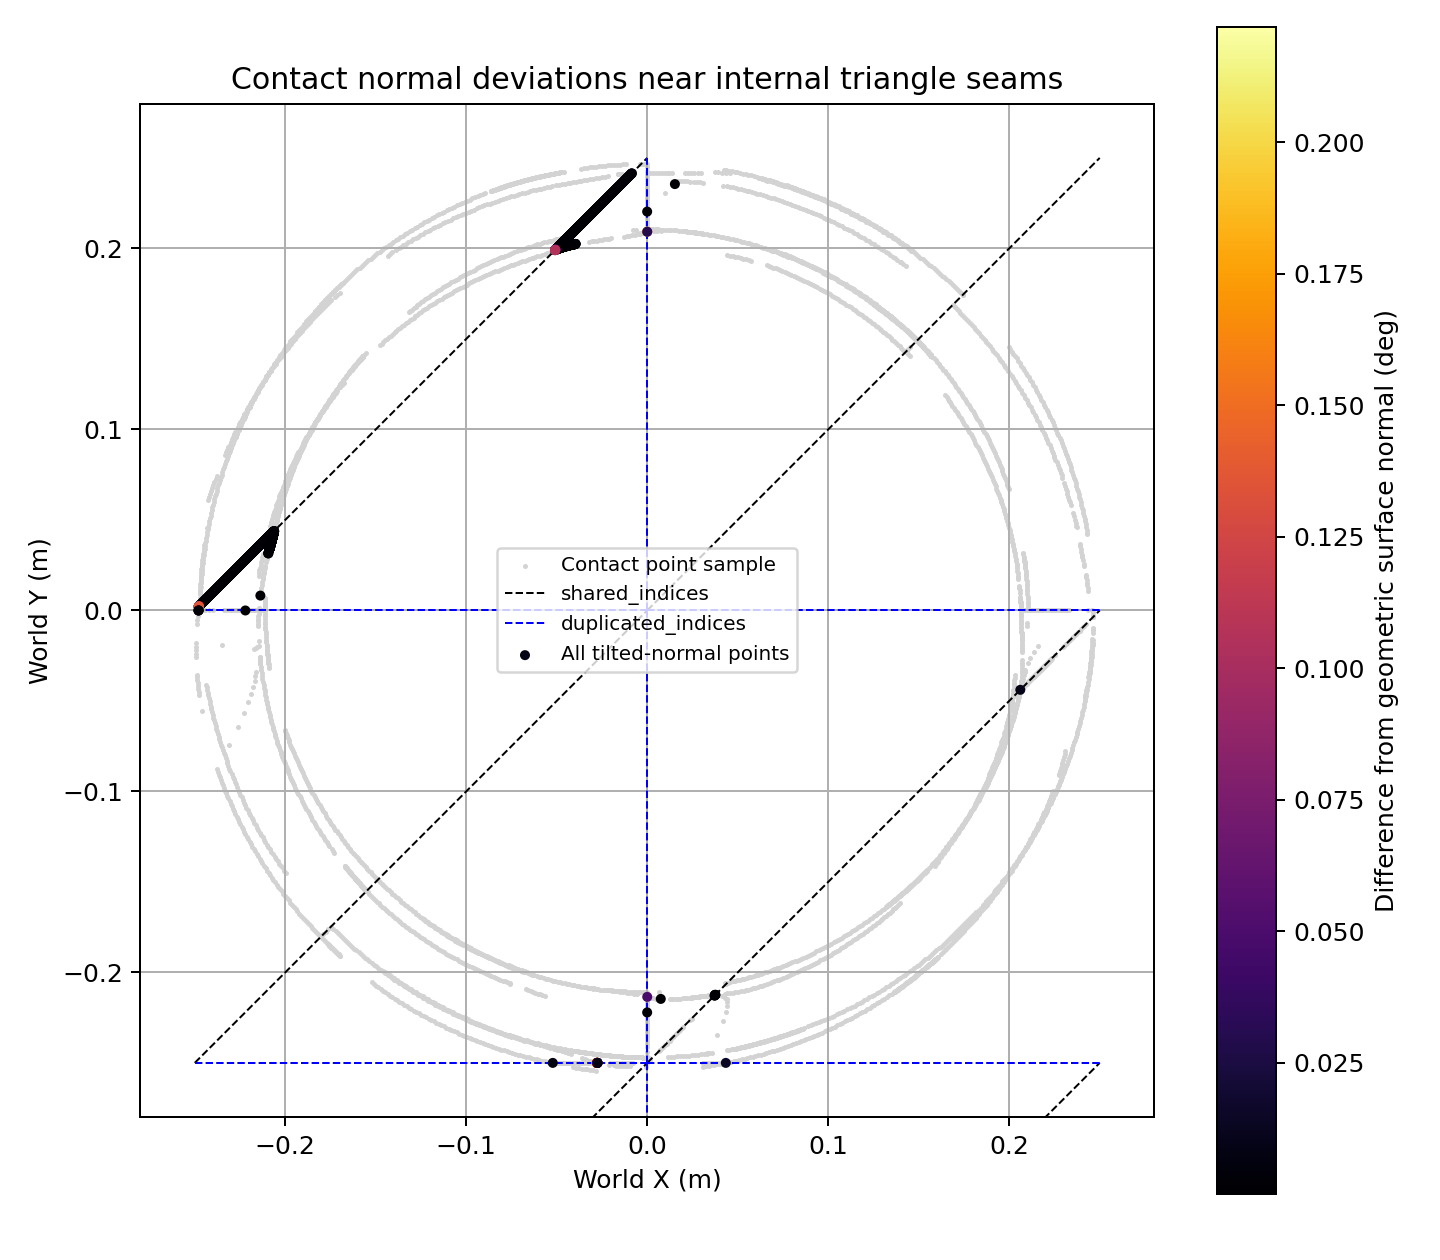 Contact normal deviations near internal triangle seams
World Y (m)
0.2
0.1
0.0
−0.1
−0.2
Contact point sample
shared_indices
duplicated_indices
All tilted-normal points
−0.2
−0.1
0.0
0.1
0.2
World X (m)
0.200
0.175
0.150
0.125
0.100
0.075
0.050
0.025
Difference from geometric surface normal (deg)